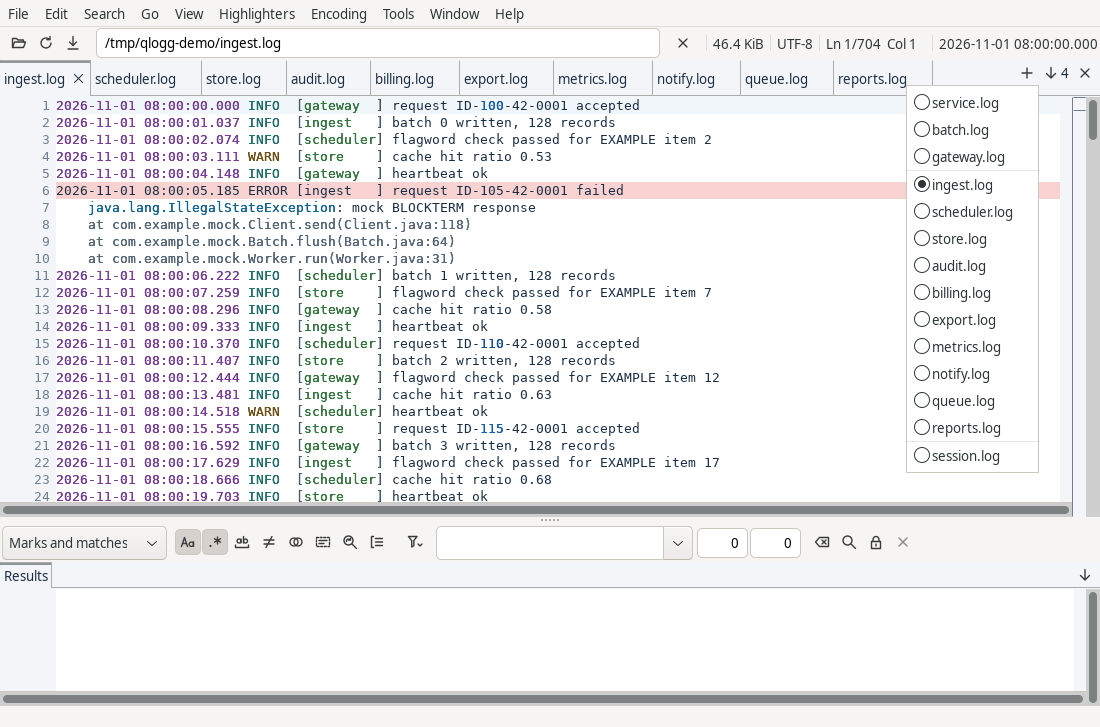 File Edit Search Go View Highlighters Encoding Tools Window Help
/tmp/qlogg-demo/ingest.log 46.4 KiB UTF-8 Ln 1/704 Col 1 2026-11-01 08:00:00.000
ingest.log scheduler.log store.log audit.log billing.log export.log metrics.log notify.log queue.log reports.log 4
1 2026-11-01 08:00:00.000 INFO [gateway ] request ID-100-42-0001 accepted
2 2026-11-01 08:00:01.037 INFO [ingest ] batch 0 written, 128 records
3 2026-11-01 08:00:02.074 INFO [scheduler] flagword check passed for EXAMPLE item 2
4 2026-11-01 08:00:03.111 WARN [store ] cache hit ratio 0.53
5 2026-11-01 08:00:04.148 INFO [gateway ] heartbeat ok
6 2026-11-01 08:00:05.185 ERROR [ingest ] request ID-105-42-0001 failed
7 java.lang.IllegalStateException: mock BLOCKTERM response
8 at com.example.mock.Client.send(Client.java:118)
9 at com.example.mock.Batch.flush(Batch.java:64)
10 at com.example.mock.Worker.run(Worker.java:31)
11 2026-11-01 08:00:06.222 INFO [scheduler] batch 1 written, 128 records
12 2026-11-01 08:00:07.259 INFO [store ] flagword check passed for EXAMPLE item 7
13 2026-11-01 08:00:08.296 INFO [gateway ] cache hit ratio 0.58
14 2026-11-01 08:00:09.333 INFO [ingest ] heartbeat ok
15 2026-11-01 08:00:10.370 INFO [scheduler] request ID-110-42-0001 accepted
16 2026-11-01 08:00:11.407 INFO [store ] batch 2 written, 128 records
17 2026-11-01 08:00:12.444 INFO [gateway ] flagword check passed for EXAMPLE item 12
18 2026-11-01 08:00:13.481 INFO [ingest ] cache hit ratio 0.63
19 2026-11-01 08:00:14.518 WARN [scheduler] heartbeat ok
20 2026-11-01 08:00:15.555 INFO [store ] request ID-115-42-0001 accepted
21 2026-11-01 08:00:16.592 INFO [gateway ] batch 3 written, 128 records
22 2026-11-01 08:00:17.629 INFO [ingest ] flagword check passed for EXAMPLE item 17
23 2026-11-01 08:00:18.666 INFO [scheduler] cache hit ratio 0.68
24 2026-11-01 08:00:19.703 INFO [store ] heartbeat ok
service.log
batch.log
gateway.log
ingest.log
scheduler.log
store.log
audit.log
billing.log
export.log
metrics.log
notify.log
queue.log
reports.log
session.log
Marks and matches Aa .* ab 0 0
Results